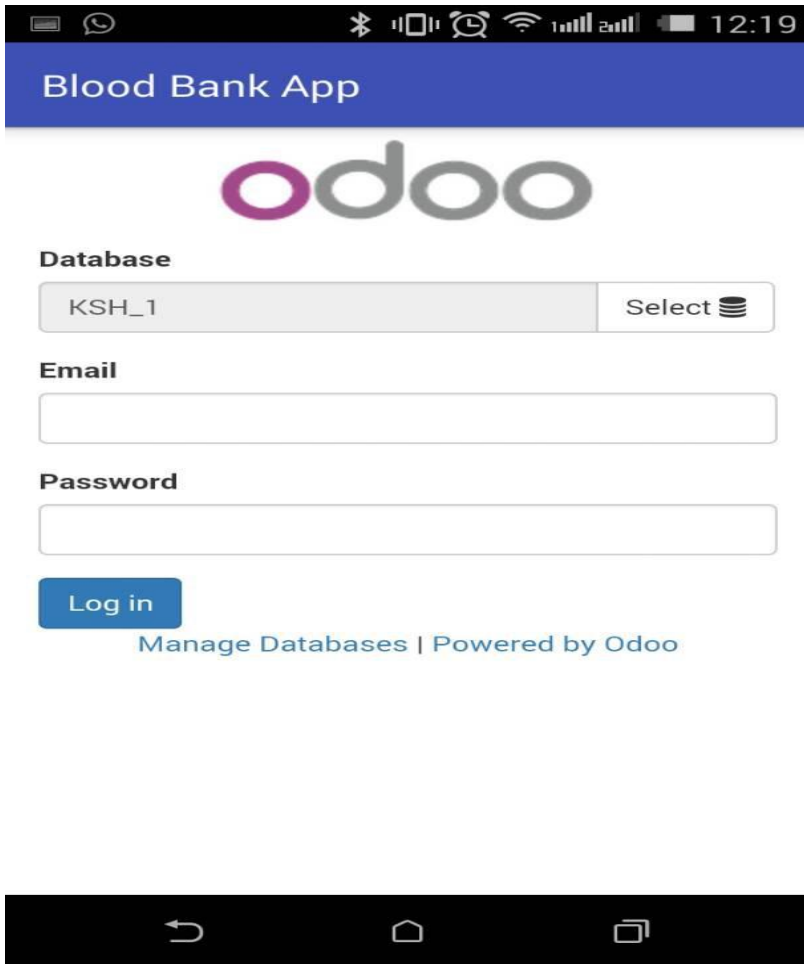 12:19
Blood Bank App
odoo
Database
KSH_1 Select
Email
Password
Log in
Manage Databases | Powered by Odoo